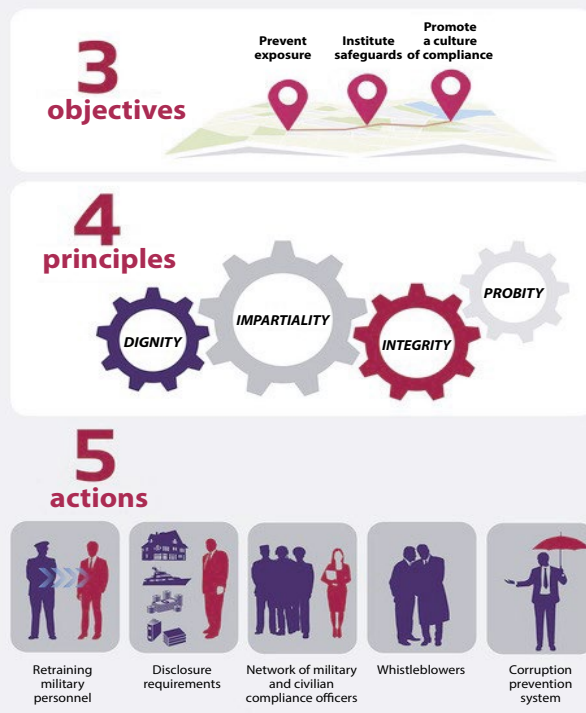 3
objectives
Prevent
exposure
Institute
safeguards
Promote
a culture
of compliance
4
principles
DIGNITY
IMPARTIALITY
INTEGRITY
PROBITY
5
actions
Retraining
military
personnel
Disclosure
requirements
Network of military
and civilian
compliance officers
Whistleblowers
Corruption
prevention
system